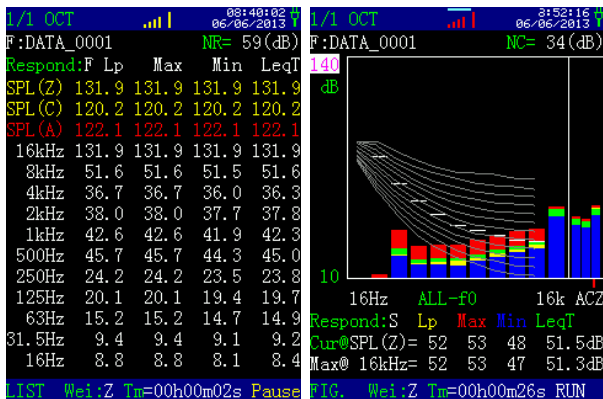 1/1 OCT 08:40:02
06/06/2013
F:DATA_0001 NR= 59(dB)
Respond:F Lp Max Min LeqT
SPL(Z) 131.9 131.9 131.9 131.9
SPL(C) 120.2 120.2 120.2 120.2
SPL(A) 122.1 122.1 122.1 122.1
16kHz 131.9 131.9 131.9 131.9
8kHz 51.6 51.6 51.5 51.6
4kHz 36.7 36.7 36.0 36.3
2kHz 38.0 38.0 37.7 37.8
1kHz 42.6 42.6 41.9 42.3
500Hz 45.7 45.7 44.3 45.0
250Hz 24.2 24.2 23.5 23.8
125Hz 20.1 20.1 19.4 19.7
63Hz 15.2 15.2 14.7 14.9
31.5Hz 9.4 9.4 9.1 9.2
16Hz 8.8 8.8 8.1 8.4
LIST Wei:Z Tm=00h00m02s Pause
1/1 OCT 3:52:16
06/06/2013
F:DATA_0001 NC= 34(dB)
140
dB
10
16Hz ALL-f0 16k ACZ
Respond:S Lp Max Min LeqT
Cur@SPL(Z)= 52 53 48 51.5dB
Max@ 16kHz= 52 53 47 51.3dB
FIG. Wei:Z Tm=00h00m26s RUN